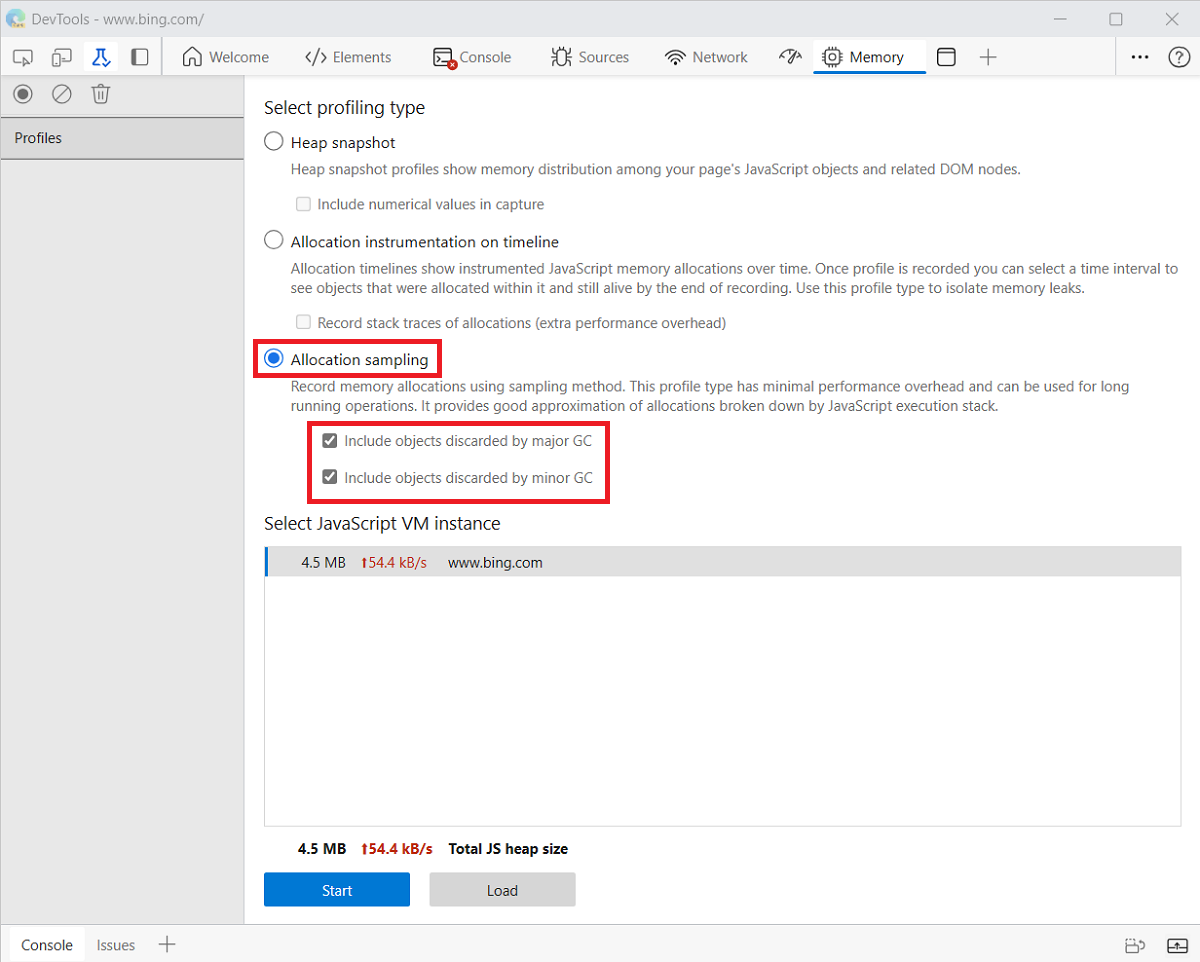 DevTools - www.bing.com/
Welcome
Elements
Console
Sources
Network
Memory
Profiles
Select profiling type
Heap snapshot
Heap snapshot profiles show memory distribution among your page's JavaScript objects and related DOM nodes.
Include numerical values in capture
Allocation instrumentation on timeline
Allocation timelines show instrumented JavaScript memory allocations over time. Once profile is recorded you can select a time interval to
see objects that were allocated within it and still alive by the end of recording. Use this profile type to isolate memory leaks.
Record stack traces of allocations (extra performance overhead)
Allocation sampling
Record memory allocations using sampling method. This profile type has minimal performance overhead and can be used for long
running operations. It provides good approximation of allocations broken down by JavaScript execution stack.
Include objects discarded by major GC
Include objects discarded by minor GC
Select JavaScript VM instance
4.5 MB ↑54.4 kB/s www.bing.com
4.5 MB ↑54.4 kB/s Total JS heap size
Start
Load
Console
Issues